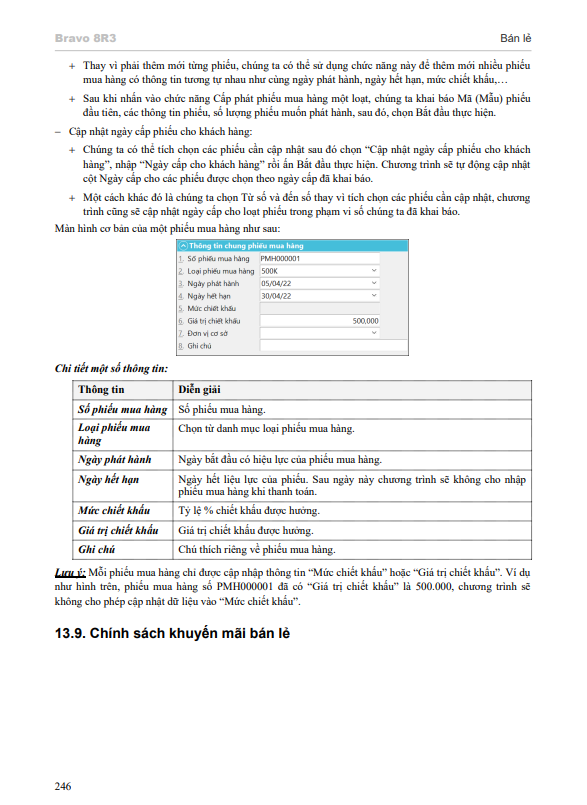 Bravo 8R3 Bán lẻ
+ Thay vì phải thêm mới từng phiếu, chúng ta có thể sử dụng chức năng này để thêm mới nhiều phiếu
mua hàng có thông tin tương tự nhau như cùng ngày phát hành, ngày hết hạn, mức chiết khấu,…
+ Sau khi nhấn vào chức năng Cấp phát phiếu mua hàng một loạt, chúng ta khai báo Mã (Mẫu) phiếu
đầu tiên, các thông tin phiếu, số lượng phiếu muốn phát hành, sau đó, chọn Bắt đầu thực hiện.
– Cập nhật ngày cấp phiếu cho khách hàng:
+ Chúng ta có thể tích chọn các phiếu cần cập nhật sau đó chọn “Cập nhật ngày cấp phiếu cho khách
hàng”, nhập “Ngày cấp cho khách hàng” rồi ấn Bắt đầu thực hiện. Chương trình sẽ tự động cập nhật
cột Ngày cấp cho các phiếu được chọn theo ngày cấp đã khai báo.
+ Một cách khác đó là chúng ta chọn Từ số và đến số thay vì tích chọn các phiếu cần cập nhật, chương
trình cũng sẽ cập nhật ngày cấp cho loạt phiếu trong phạm vi số chúng ta đã khai báo.
Màn hình cơ bản của một phiếu mua hàng như sau:
Thông tin chung phiếu mua hàng
1. Số phiếu mua hàng PMH000001
2. Loại phiếu mua hàng 500K
3. Ngày phát hành 05/04/22
4. Ngày hết hạn 30/04/22
5. Mức chiết khấu
6. Giá trị chiết khấu 500,000
7. Đơn vị cơ sở
8. Ghi chú
Chi tiết một số thông tin:
Thông tin Diễn giải
Số phiếu mua hàng Số phiếu mua hàng.
Loại phiếu mua
hàng Chọn từ danh mục loại phiếu mua hàng.
Ngày phát hành Ngày bắt đầu có hiệu lực của phiếu mua hàng.
Ngày hết hạn Ngày hết liệu lực của phiếu. Sau ngày này chương trình sẽ không cho nhập
phiếu mua hàng khi thanh toán.
Mức chiết khấu Tỷ lệ % chiết khấu được hưởng.
Giá trị chiết khấu Giá trị chiết khấu được hưởng.
Ghi chú Chú thích riêng về phiếu mua hàng.
Lưu ý: Mỗi phiếu mua hàng chỉ được cập nhập thông tin “Mức chiết khấu” hoặc “Giá trị chiết khấu”. Ví dụ
như hình trên, phiếu mua hàng số PMH000001 đã có “Giá trị chiết khấu” là 500.000, chương trình sẽ
không cho phép cập nhật dữ liệu vào “Mức chiết khấu”.
13.9. Chính sách khuyến mãi bán lẻ
246